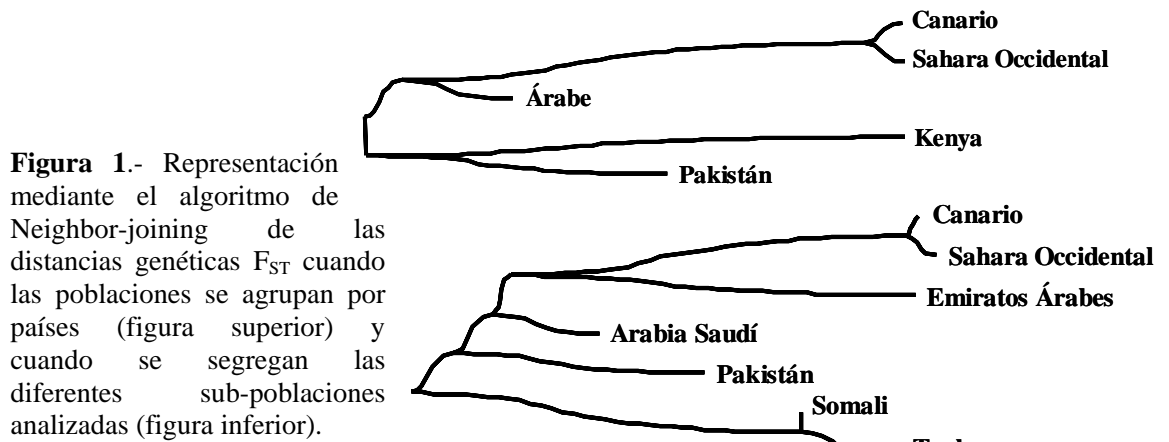 Canario
Sahara Occidental
Árabe
Kenya
Pakistán
Figura 1.- Representación
mediante el algoritmo de
Neighbor-joining de las
distancias genéticas FST cuando
las poblaciones se agrupan por
países (figura superior) y
cuando se segregan las
diferentes sub-poblaciones
analizadas (figura inferior).
Canario
Sahara Occidental
Emiratos Árabes
Arabia Saudí
Pakistán
Somali